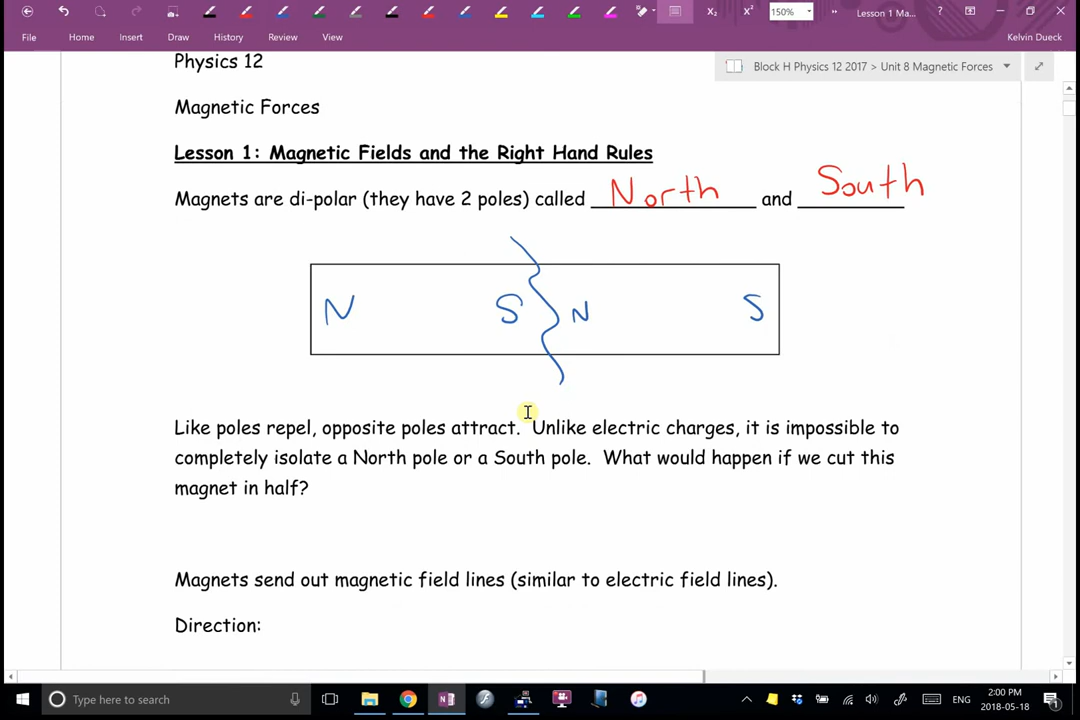 150%
Lesson 1 Ma...
?
File
Home
Insert
Draw
History
Review
View
Kelvin Dueck
Block H Physics 12 2017 > Unit 8 Magnetic Forces
Physics 12
Magnetic Forces
Lesson 1: Magnetic Fields and the Right Hand Rules
Magnets are di-polar (they have 2 poles) called North and South
N S N S
Like poles repel, opposite poles attract. Unlike electric charges, it is impossible to
completely isolate a North pole or a South pole. What would happen if we cut this
magnet in half?
Magnets send out magnetic field lines (similar to electric field lines).
Direction:
Type here to search
ENG
2:00 PM
2018-05-18